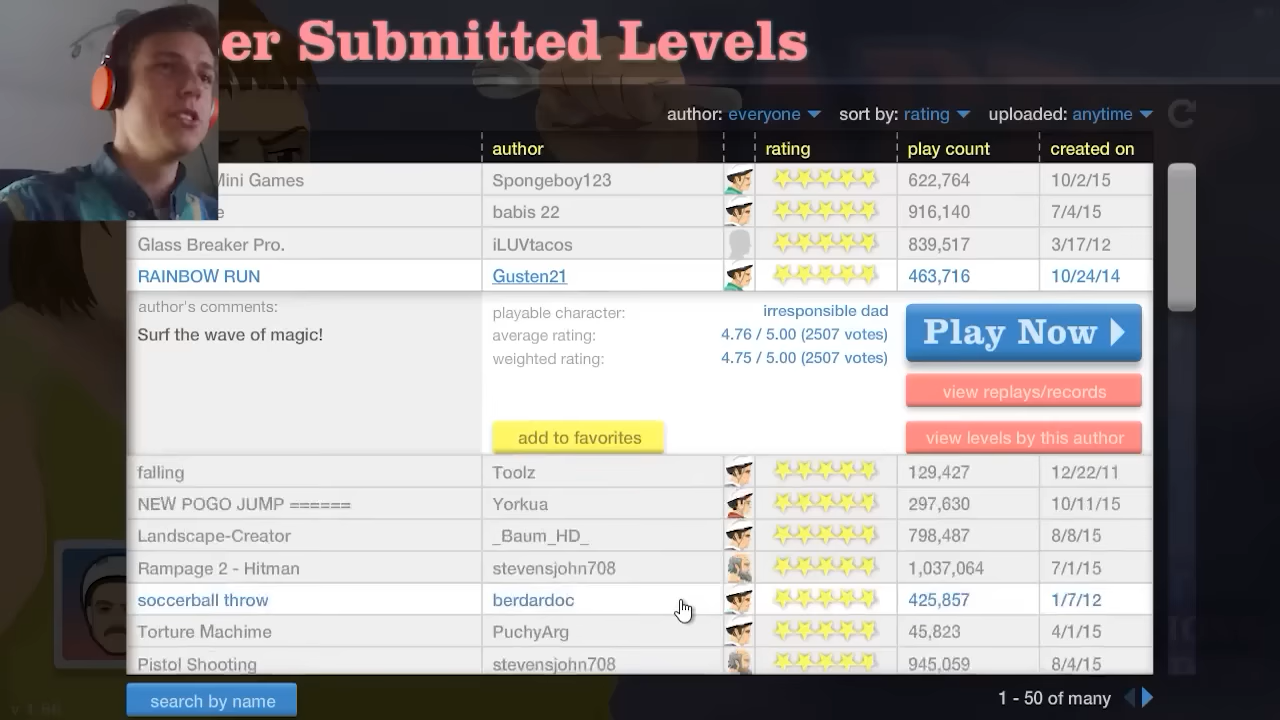 er Submitted Levels
author: everyone sort by: rating uploaded: anytime
author rating play count created on
Mini Games Spongeboy123 622,764 10/2/15
e babis 22 916,140 7/4/15
Glass Breaker Pro. iLUVtacos 839,517 3/17/12
RAINBOW RUN Gusten21 463,716 10/24/14
author's comments:
Surf the wave of magic!
playable character: irresponsible dad
average rating: 4.76 / 5.00 (2507 votes)
weighted rating: 4.75 / 5.00 (2507 votes)
add to favorites
Play Now
view replays/records
view levels by this author
falling Toolz 129,427 12/22/11
NEW POGO JUMP ====== Yorkua 297,630 10/11/15
Landscape-Creator _Baum_HD_ 798,487 8/8/15
Rampage 2 - Hitman stevensjohn708 1,037,064 7/1/15
soccerball throw berdardoc 425,857 1/7/12
Torture Machime PuchyArg 45,823 4/1/15
Pistol Shooting stevensjohn708 945,059 8/4/15
search by name 1 - 50 of many